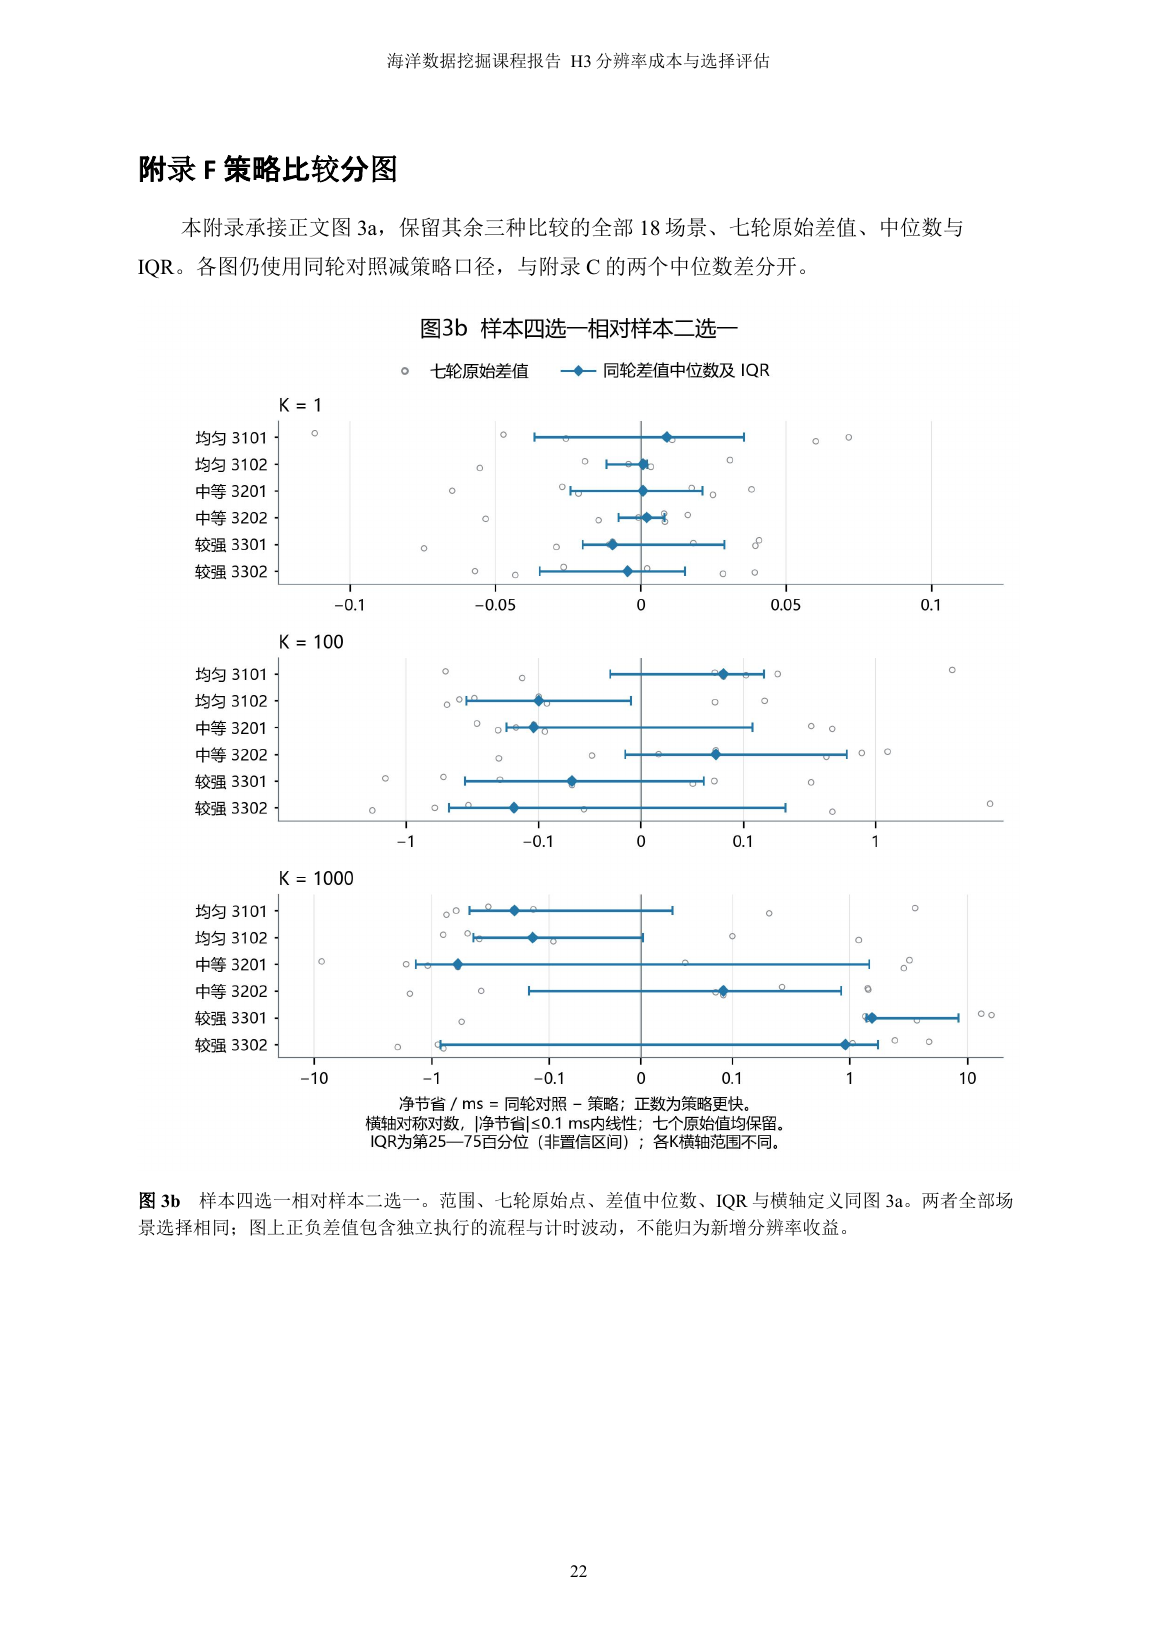 海洋数据挖掘课程报告 H3 分辨率成本与选择评估
附录 F 策略比较分图
本附录承接正文图 3a，保留其余三种比较的全部 18 场景、七轮原始差值、中位数与
IQR。各图仍使用同轮对照减策略口径，与附录 C 的两个中位数差分开。
图3b 样本四选一相对样本二选一
七轮原始差值 同轮差值中位数及 IQR
K = 1
均匀 3101
均匀 3102
中等 3201
中等 3202
较强 3301
较强 3302
−0.1 −0.05 0 0.05 0.1
K = 100
均匀 3101
均匀 3102
中等 3201
中等 3202
较强 3301
较强 3302
−1 −0.1 0 0.1 1
K = 1000
均匀 3101
均匀 3102
中等 3201
中等 3202
较强 3301
较强 3302
−10 −1 −0.1 0 0.1 1 10
净节省 / ms = 同轮对照 − 策略；正数为策略更快。
横轴对称对数，|净节省|≤0.1 ms内线性；七个原始值均保留。
IQR为第25—75百分位（非置信区间）；各K横轴范围不同。
图 3b 样本四选一相对样本二选一。范围、七轮原始点、差值中位数、IQR 与横轴定义同图 3a。两者全部场
景选择相同；图上正负差值包含独立执行的流程与计时波动，不能归为新增分辨率收益。
22